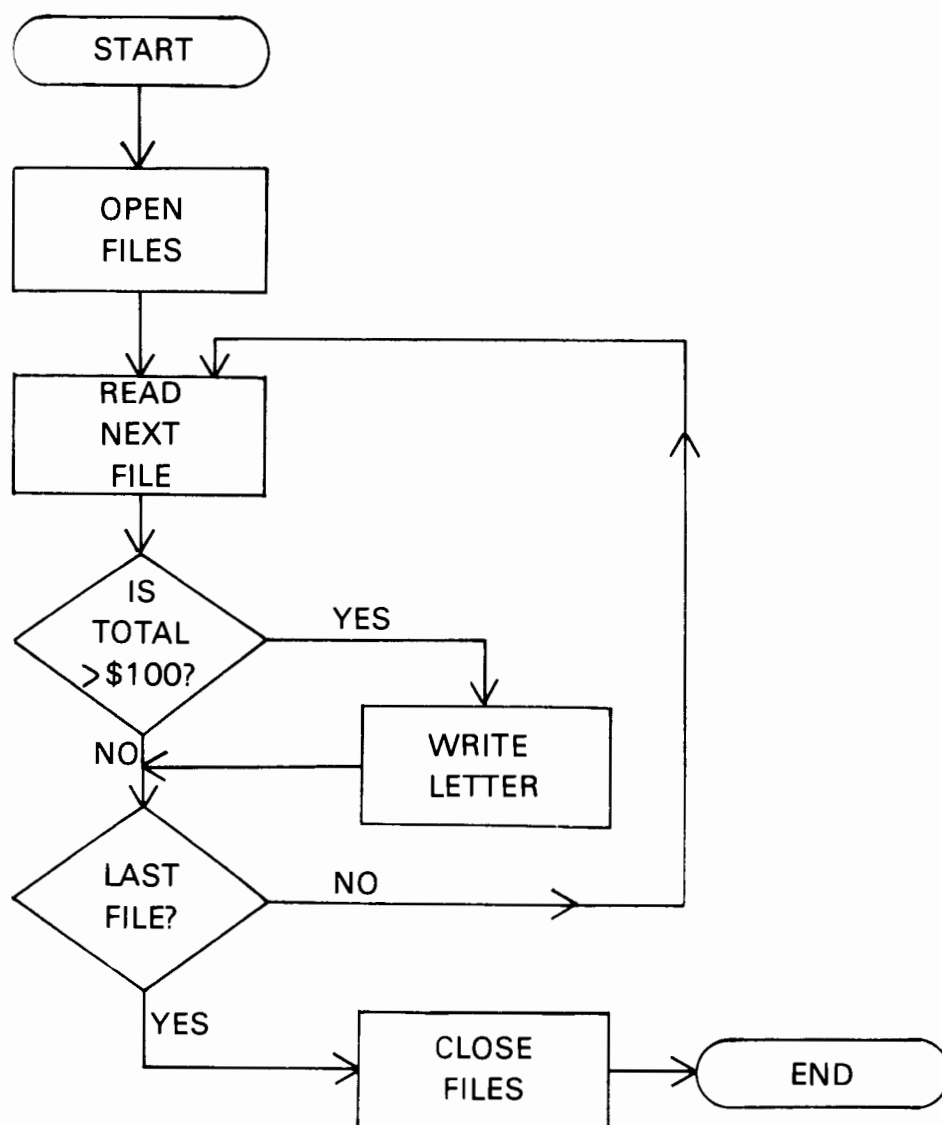 START
OPEN
FILES
READ
NEXT
FILE
IS
TOTAL
>$100?
YES
NO
WRITE
LETTER
LAST
FILE?
NO
YES
CLOSE
FILES
END